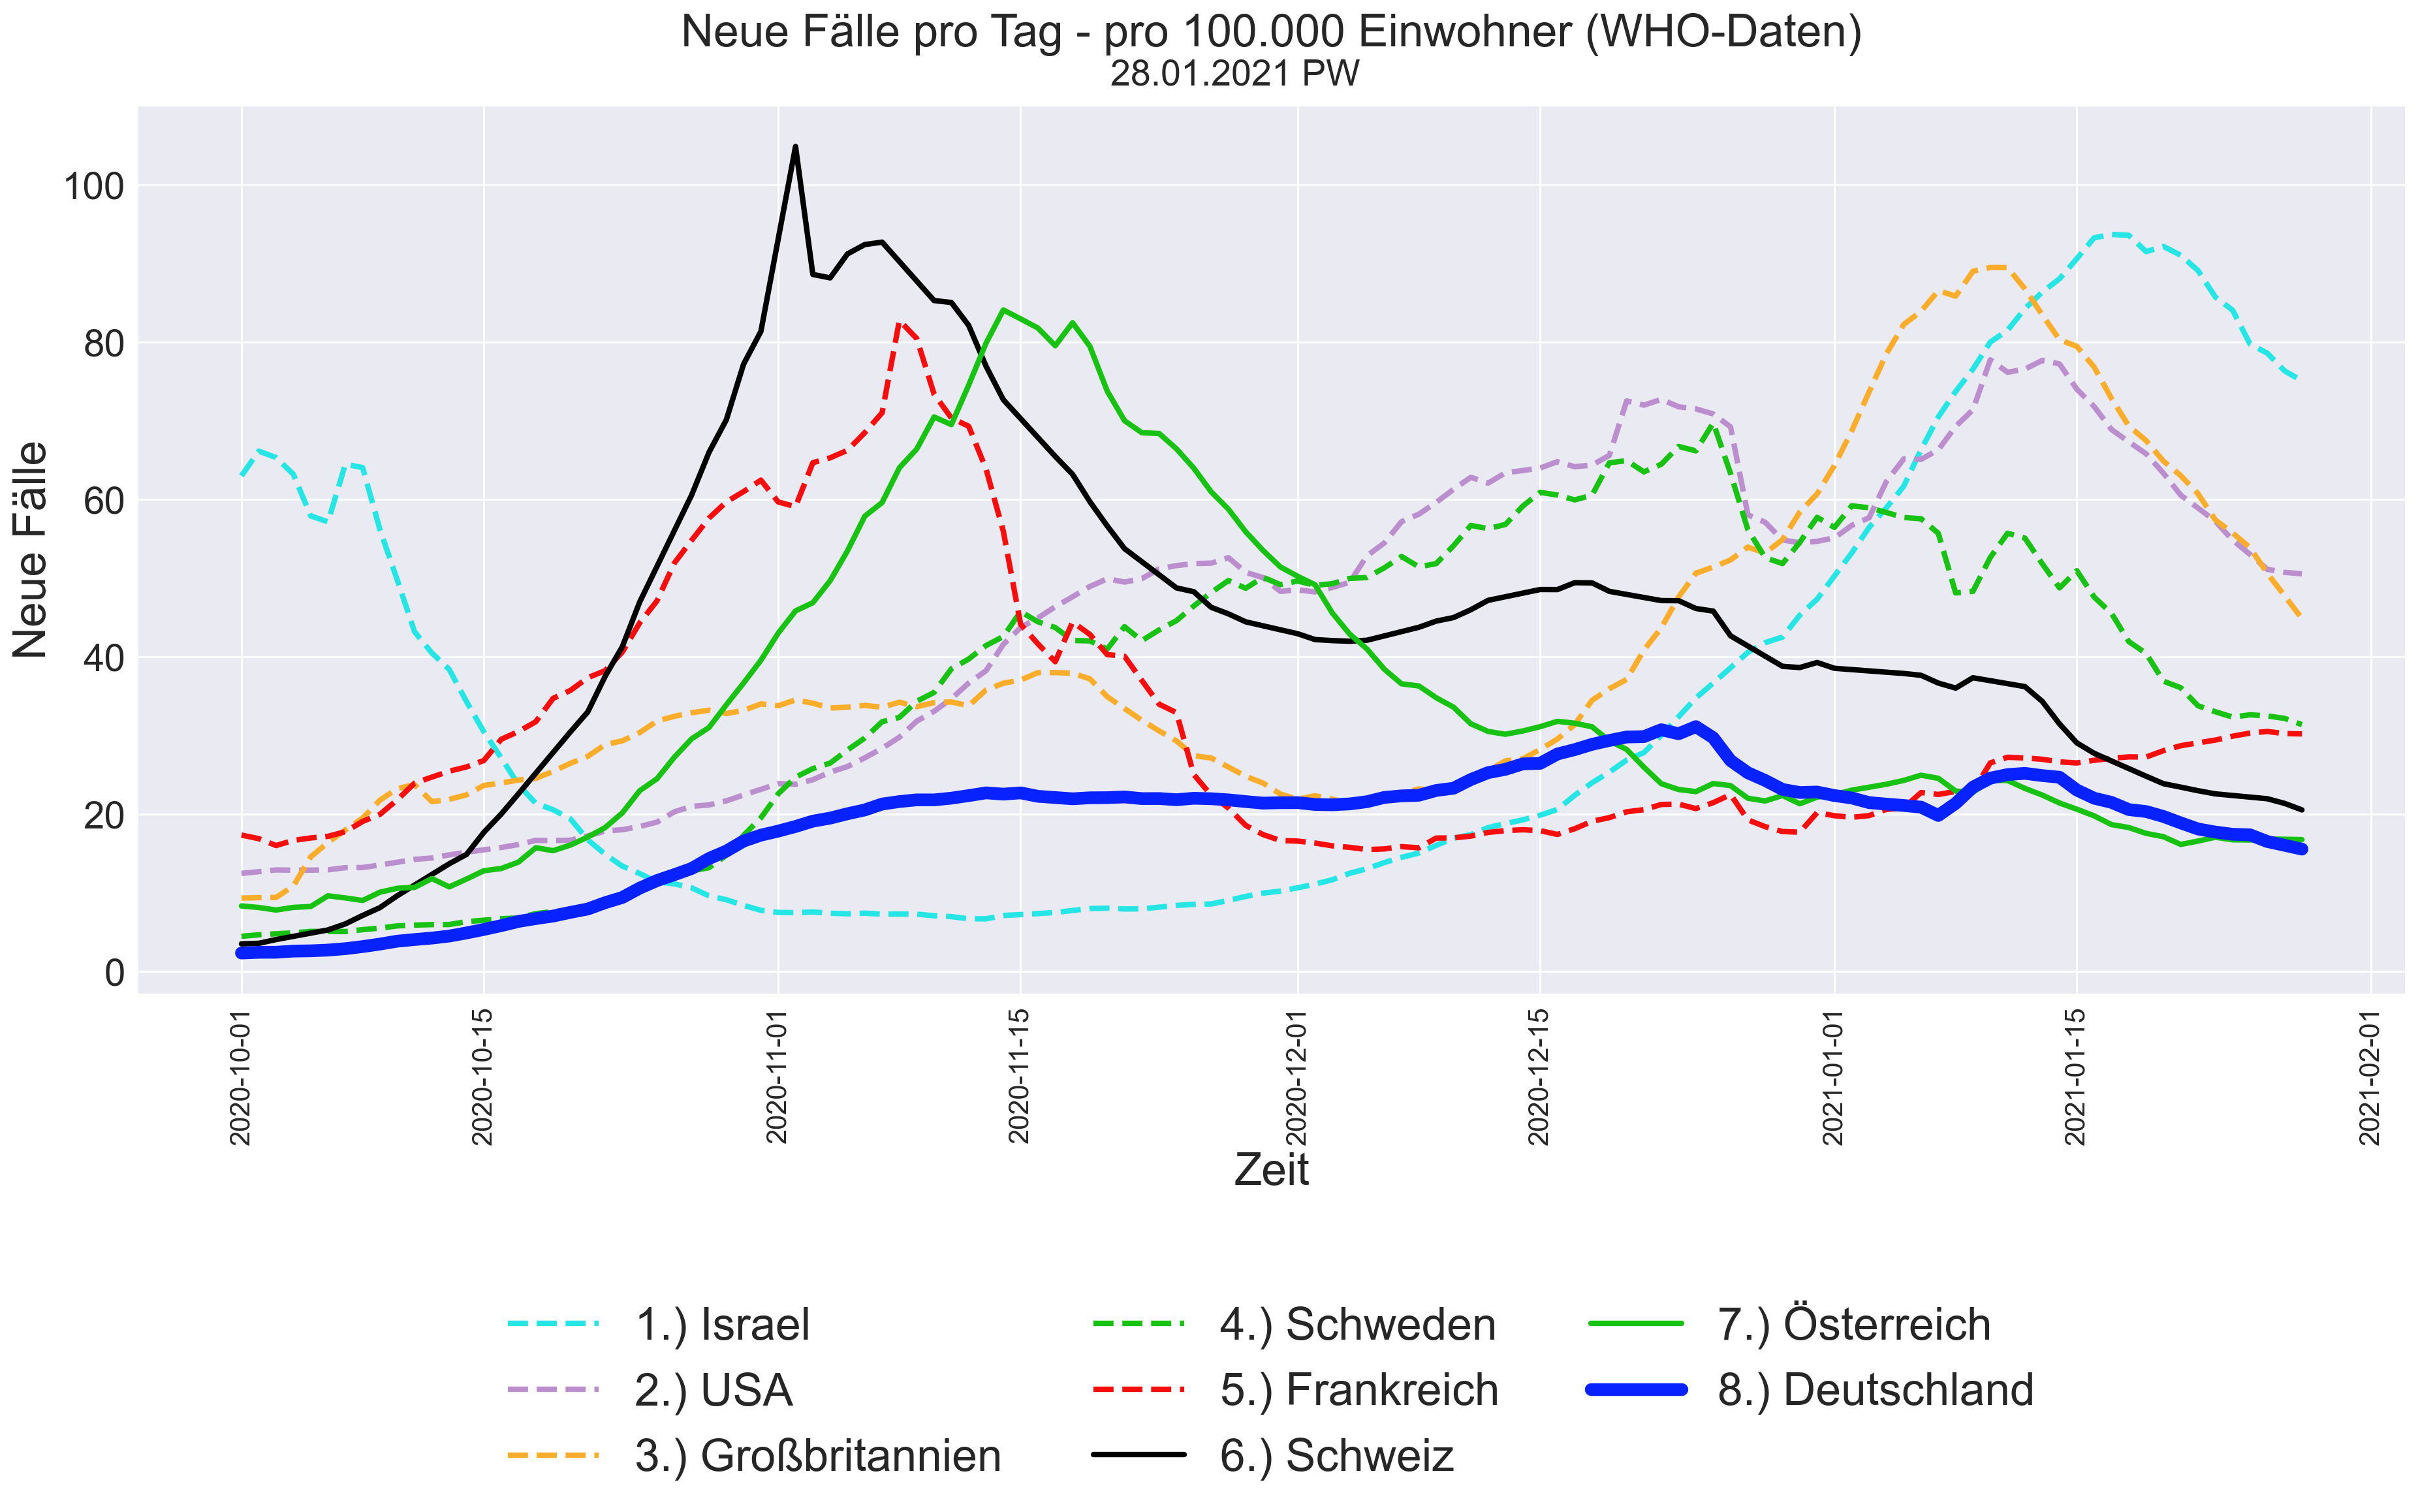 Neue Fälle pro Tag - pro 100.000 Einwohner (WHO-Daten)
28.01.2021 PW
Neue Fälle
100
80
60
40
20
0
2020-10-01
2020-10-15
2020-11-01
2020-11-15
2020-12-01
2020-12-15
2021-01-01
2021-01-15
2021-02-01
Zeit
1.) Israel
2.) USA
3.) Großbritannien
4.) Schweden
5.) Frankreich
6.) Schweiz
7.) Österreich
8.) Deutschland